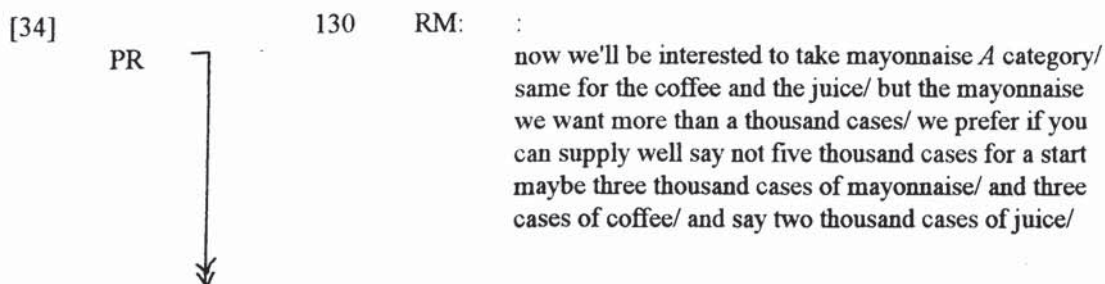 [34] 130 RM: :
PR now we'll be interested to take mayonnaise A category/
same for the coffee and the juice/ but the mayonnaise
we want more than a thousand cases/ we prefer if you
can supply well say not five thousand cases for a start
maybe three thousand cases of mayonnaise/ and three
cases of coffee/ and say two thousand cases of juice/